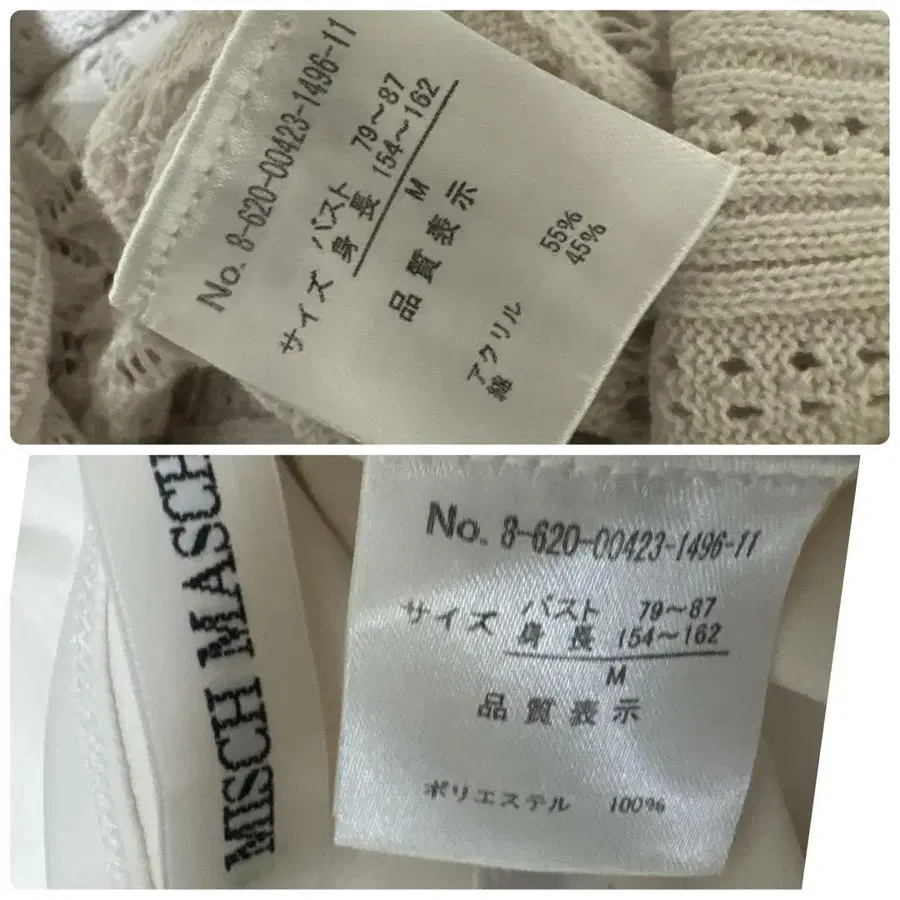 No. 8-620-00423-1496-11
サイズ バスト 79～87
身長 154～162
M
品質表示
アクリル 55%
綿 45%
MISCH MASCH
No. 8-620-00423-1496-11
サイズ バスト 79～87
身長 154～162
M
品質表示
ポリエステル 100%